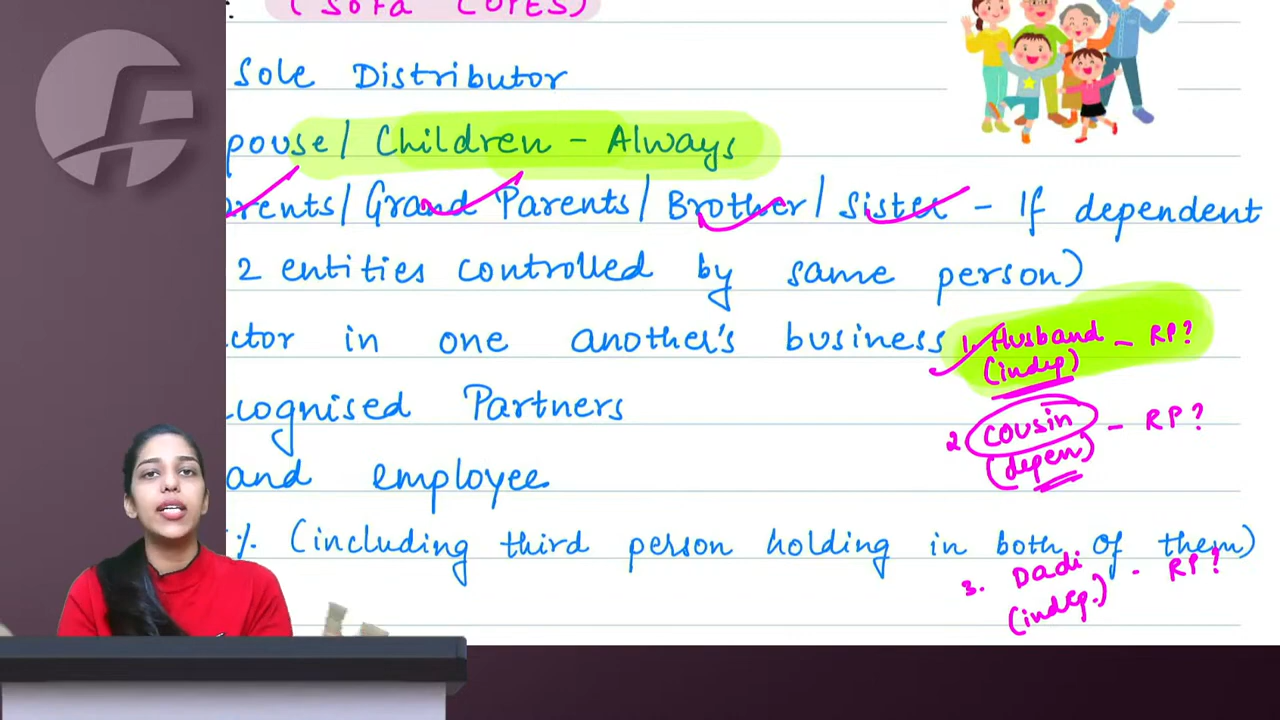 (SOFA COPES)
Sole Distributor
pouse/ Children - Always
arents/ Grand Parents/ Brother/ Sister - If dependent
2 entities controlled by same person)
ctor in one another's business
1. Husband - RP?
(indep)
cognised Partners
2 cousin - RP?
(depen)
and employee
% (including third person holding in both of them)
3. Dadi - RP?
(indep.)